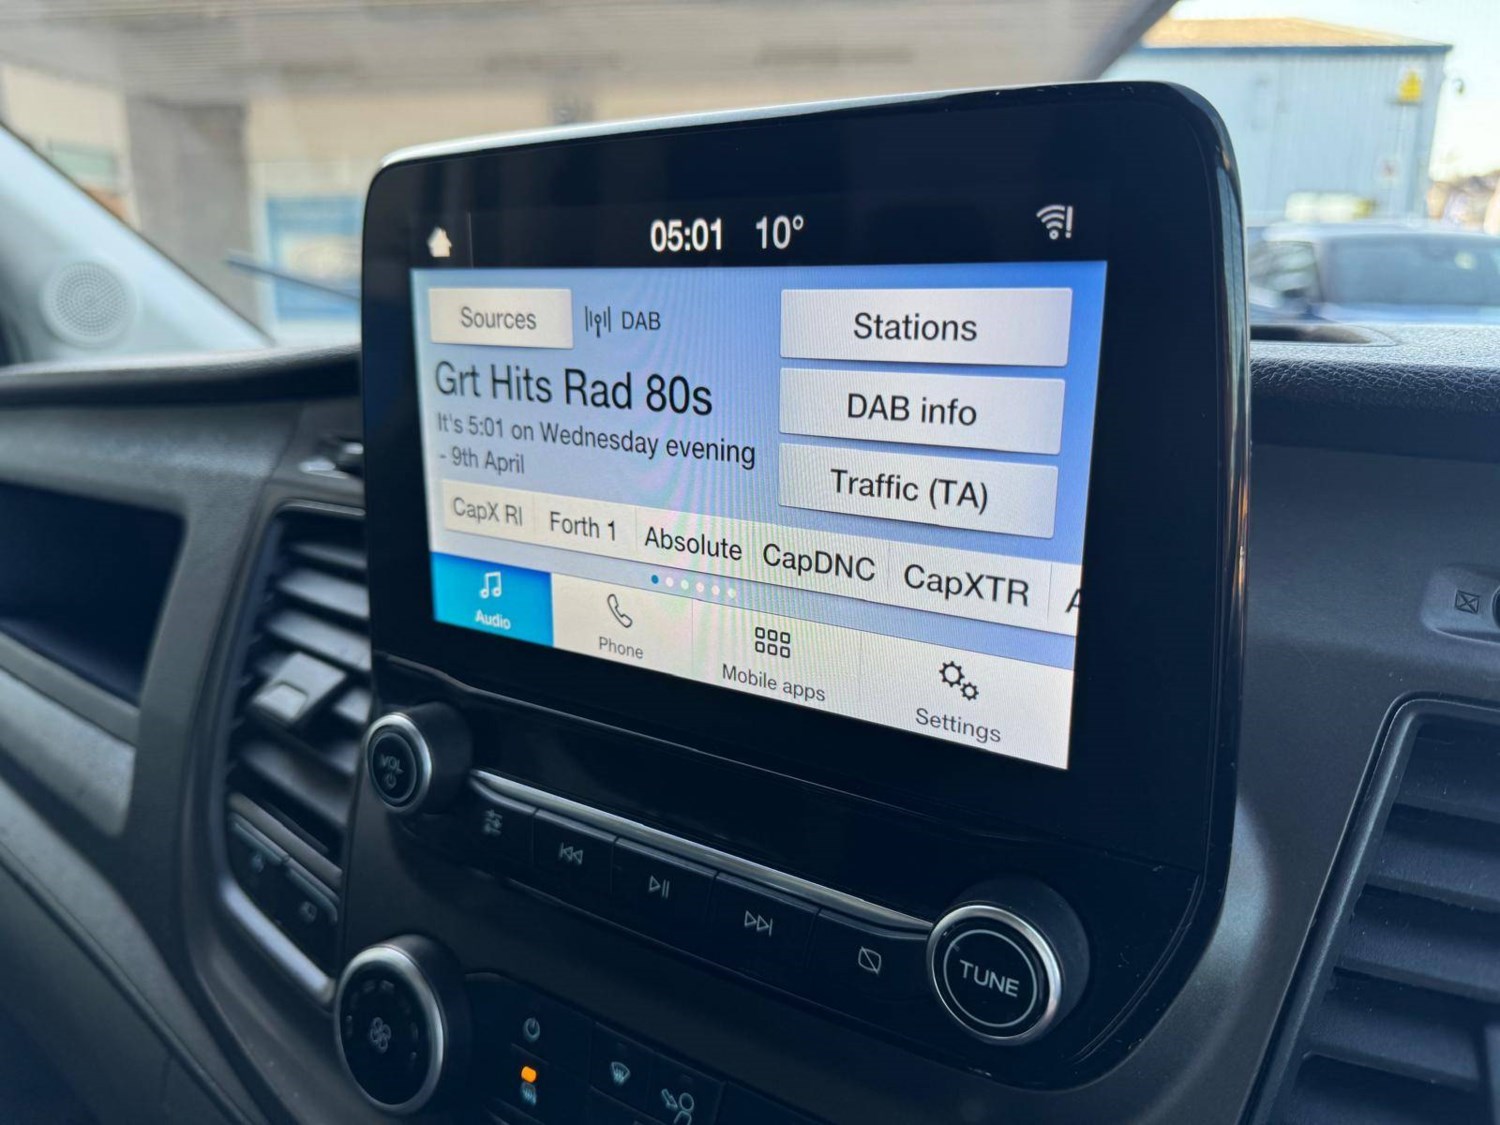 05:01 10°
Sources DAB
Stations
Grt Hits Rad 80s
DAB info
It's 5:01 on Wednesday evening
- 9th April
Traffic (TA)
CapX RI Forth 1 Absolute CapDNC CapXTR A
Audio Phone Mobile apps Settings
VOL
TUNE